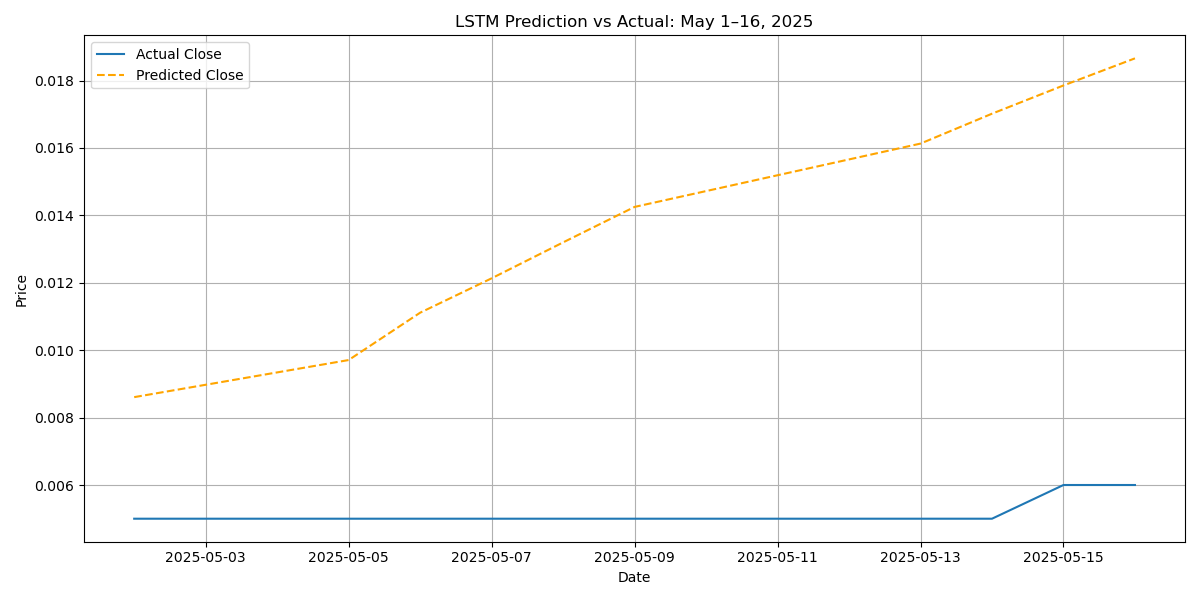 LSTM Prediction vs Actual: May 1–16, 2025
Actual Close
Predicted Close
0.018
0.016
0.014
0.012
0.010
0.008
0.006
Price
2025-05-03
2025-05-05
2025-05-07
2025-05-09
2025-05-11
2025-05-13
2025-05-15
Date